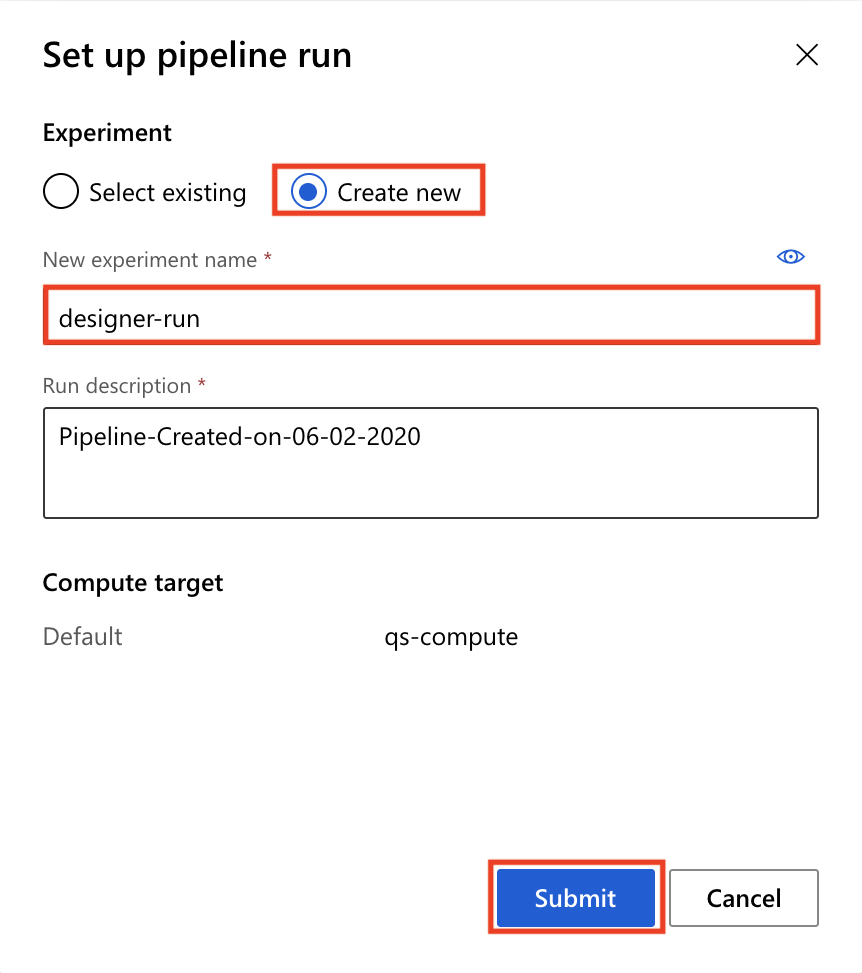 Set up pipeline run
Experiment
Select existing Create new
New experiment name *
designer-run
Run description *
Pipeline-Created-on-06-02-2020
Compute target
Default qs-compute
Submit Cancel